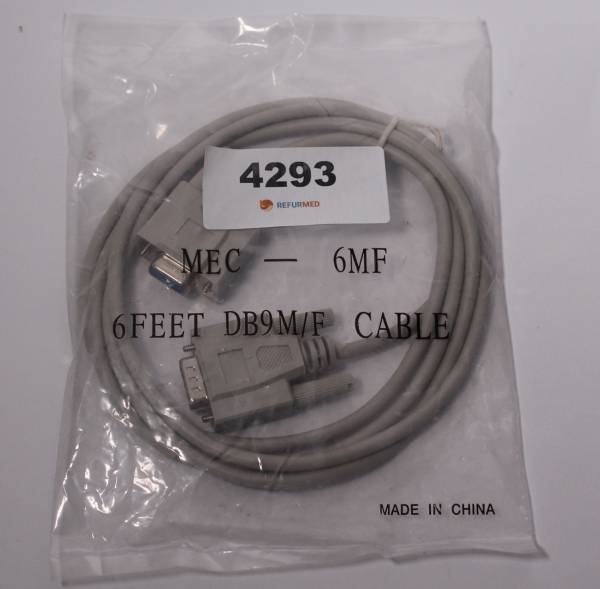 4293
REFURMED
MEC — 6MF
6FEET DB9M/F CABLE
MADE IN CHINA